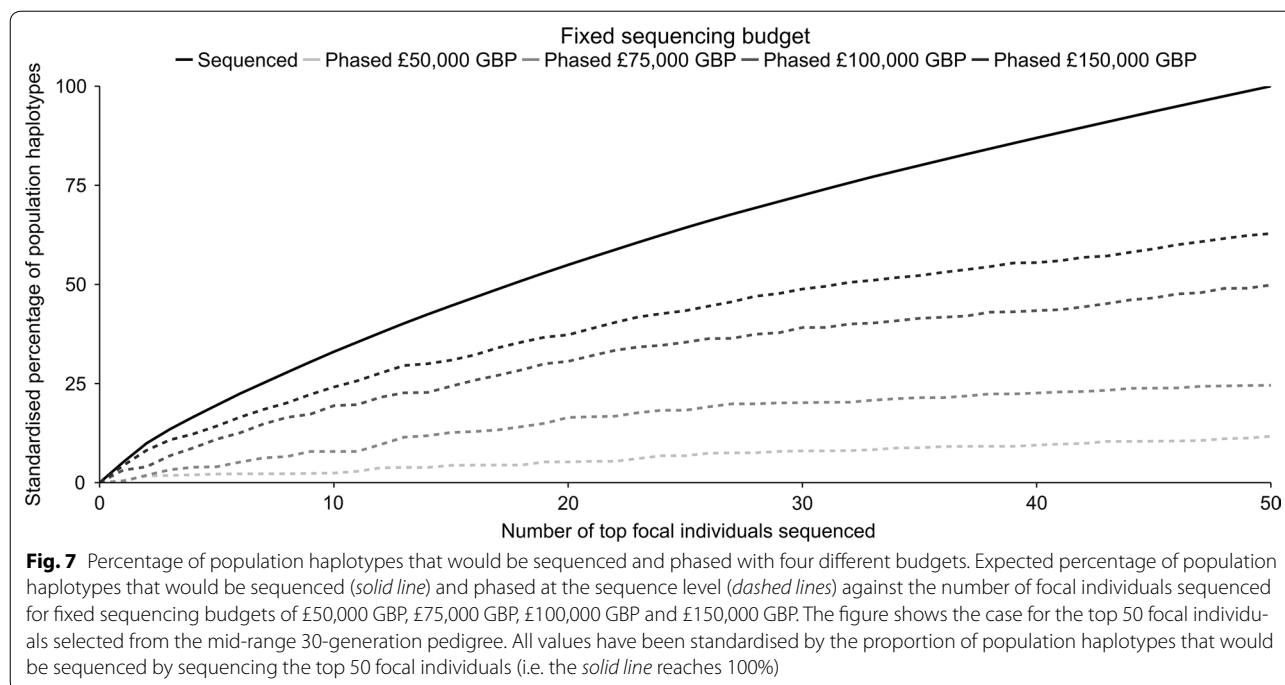 Fixed sequencing budget
Sequenced Phased £50,000 GBP Phased £75,000 GBP Phased £100,000 GBP Phased £150,000 GBP
Standardised percentage of population haplotypes
100
75
50
25
0
0 10 20 30 40 50
Number of top focal individuals sequenced
Fig. 7 Percentage of population haplotypes that would be sequenced and phased with four different budgets. Expected percentage of population
haplotypes that would be sequenced (solid line) and phased at the sequence level (dashed lines) against the number of focal individuals sequenced
for fixed sequencing budgets of £50,000 GBP, £75,000 GBP, £100,000 GBP and £150,000 GBP. The figure shows the case for the top 50 focal individu-
als selected from the mid-range 30-generation pedigree. All values have been standardised by the proportion of population haplotypes that would
be sequenced by sequencing the top 50 focal individuals (i.e. the solid line reaches 100%)